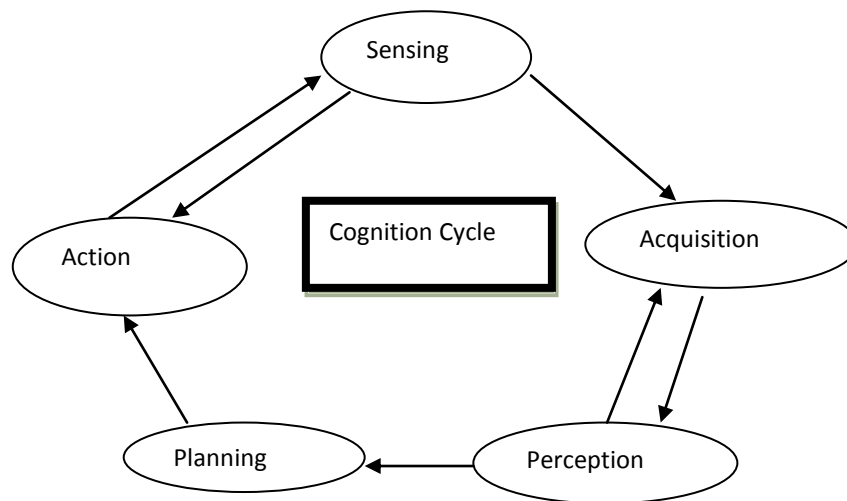 Sensing
Cognition Cycle
Acquisition
Action
Planning
Perception